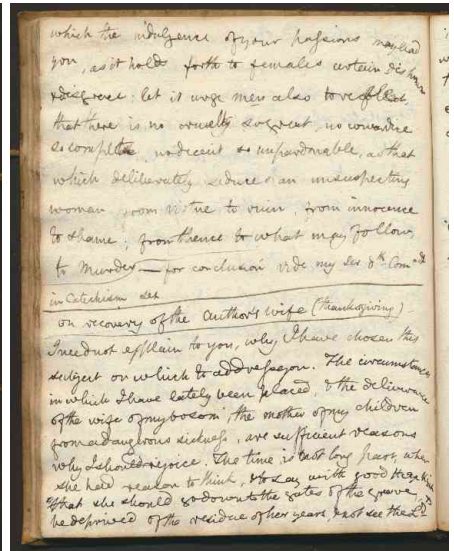 which the indulgence of your passions may lead
you, as it holds forth to females certain dishonor
& disgrace; let it urge men also to reflect,
that there is no cruelty so great, no cowardice
so complete, no deceit so unpardonable, as that
which deliberately seduces an unsuspecting
woman from virtue to ruin, from innocence
to shame; from thence to what may follow
to Murder — for conclusion vide my Ser 6th Comdt
in Catechism Ser
on recovery of the author's wife (thanksgiving)
I need not explain to you, why I have chosen this
subject on which to address you. The circumstances
in which I have lately been placed, & the deliverance
of the wife of my bosom, the mother of my children
from a dangerous sickness, are sufficient reasons
why I should rejoice. The time is not long past, when
she had reason to think, & to say with good Hezekiah
"that she should go down to the gates of the grave, &
be deprived of the residue of her years, & not see the Ld